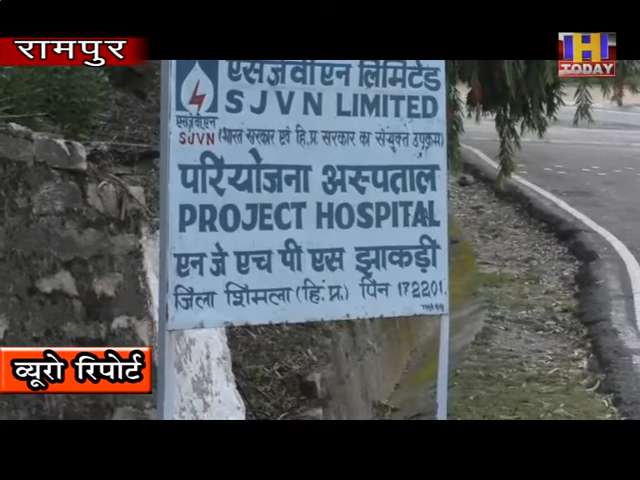 रामपुर
HI
TODAY
एसजेवीएन लिमिटेड
SJVN LIMITED
एसजेवीएन
SJVN
(भारत सरकार एवं हि.प्र. सरकार का संयुक्त उपक्रम)
परियोजना अस्पताल
PROJECT HOSPITAL
एन जे एच पी एस झाकड़ी
जिला शिमला (हि.प्र.) पिन 172201
ब्यूरो रिपोर्ट